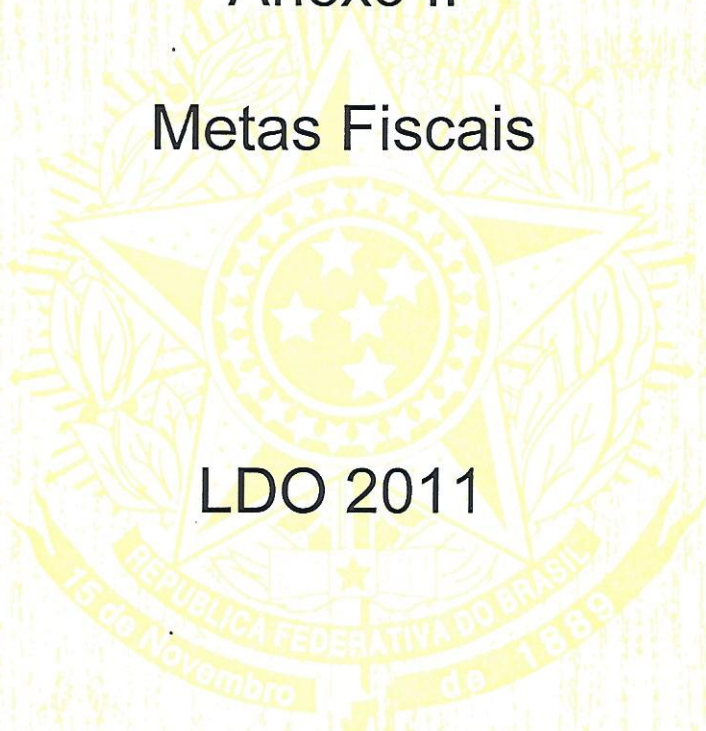 Metas Fiscais
LDO 2011
REPUBLICA FEDERATIVA DO BRASIL
15 de Novembro de 1889